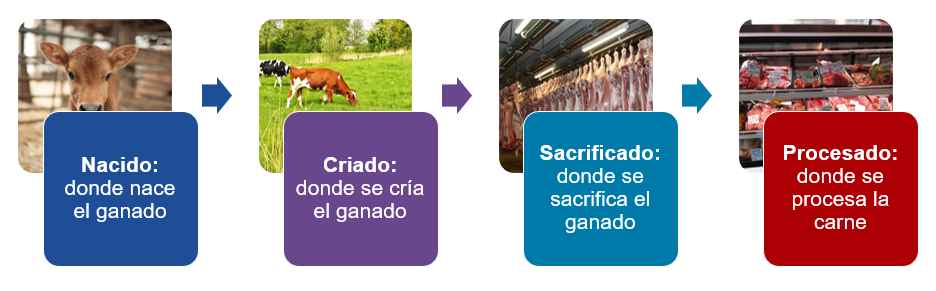 Nacido:
donde nace
el ganado
Criado:
donde se cría
el ganado
Sacrificado:
donde se
sacrifica el
ganado
Procesado:
donde se
procesa la
carne